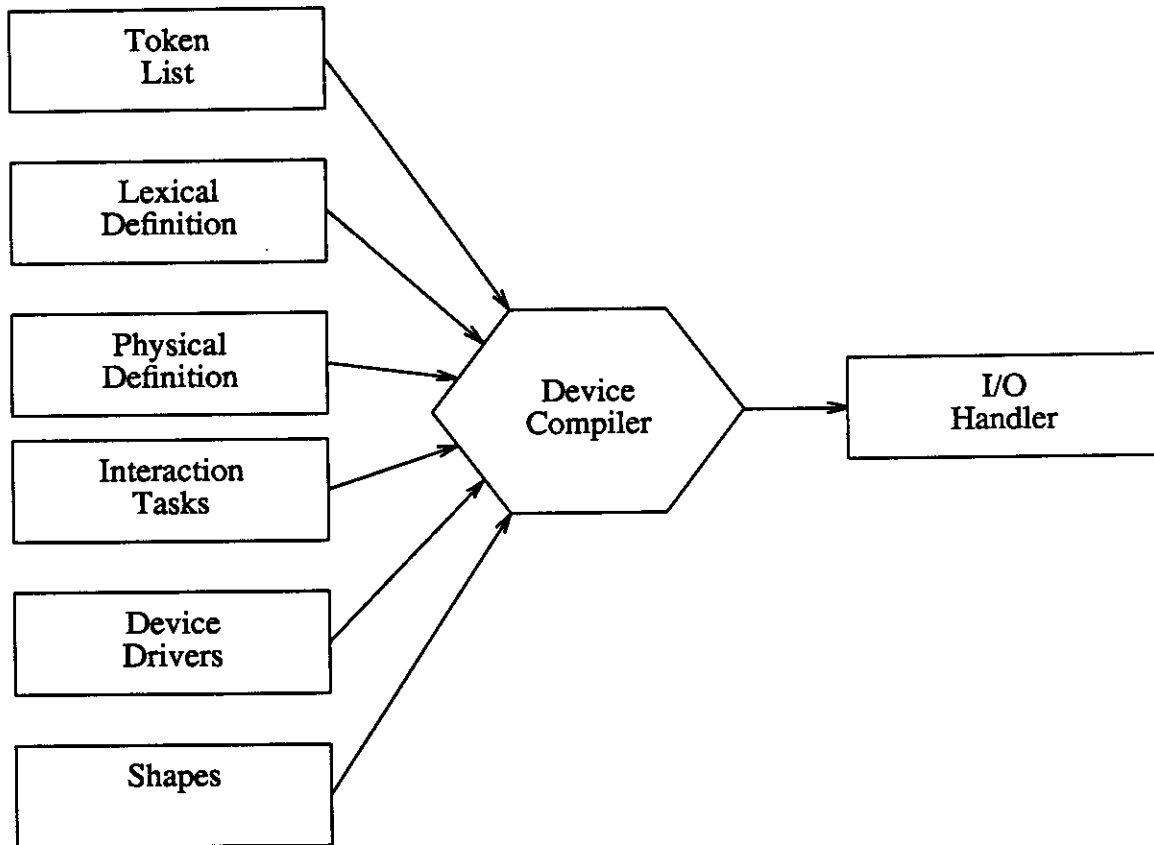 Token
List
Lexical
Definition
Physical
Definition
Interaction
Tasks
Device
Drivers
Shapes
Device
Compiler
I/O
Handler